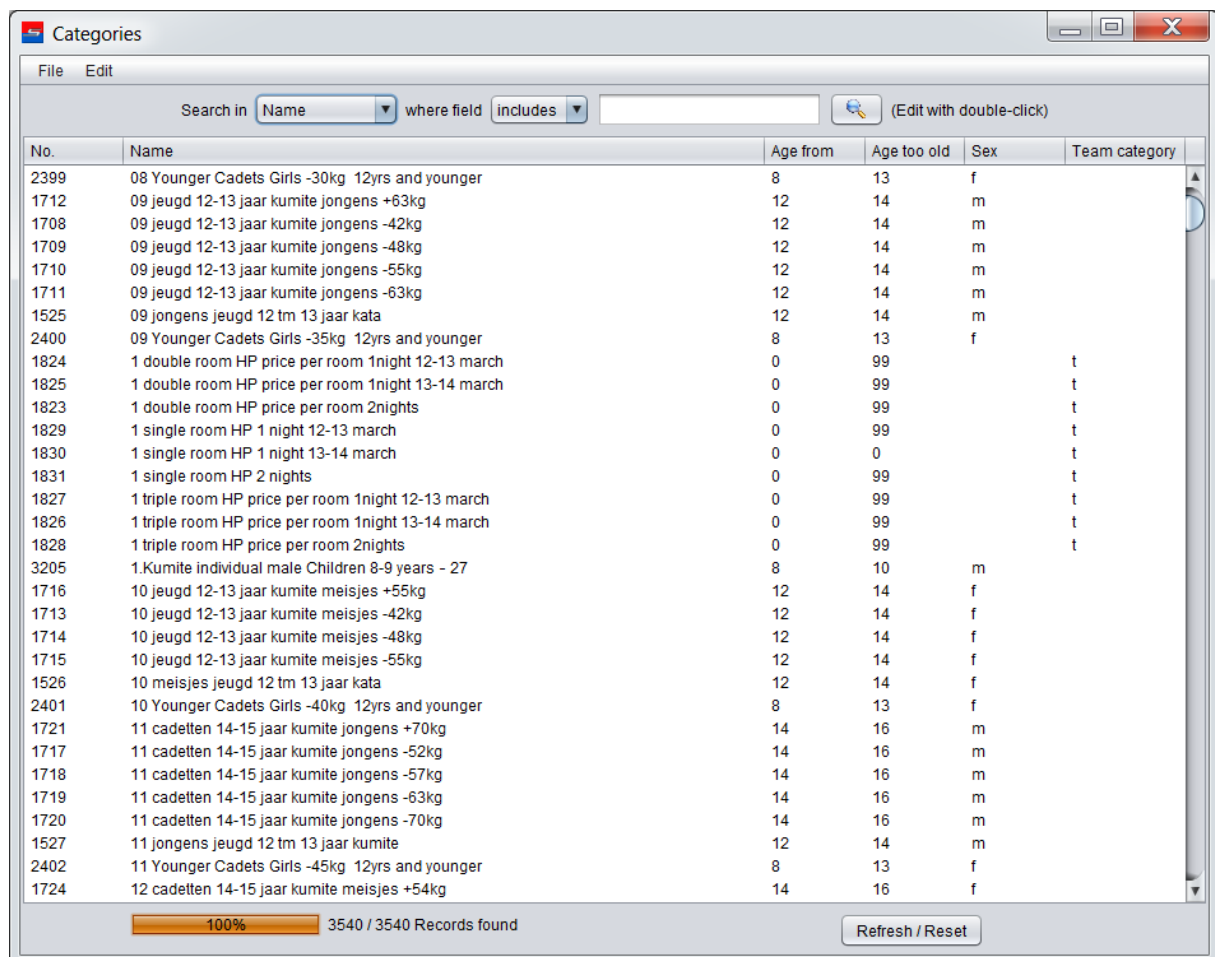 Categories
File Edit
Search in Name where field includes (Edit with double-click)
No. Name Age from Age too old Sex Team category
2399 08 Younger Cadets Girls -30kg 12yrs and younger 8 13 f
1712 09 jeugd 12-13 jaar kumite jongens +63kg 12 14 m
1708 09 jeugd 12-13 jaar kumite jongens -42kg 12 14 m
1709 09 jeugd 12-13 jaar kumite jongens -48kg 12 14 m
1710 09 jeugd 12-13 jaar kumite jongens -55kg 12 14 m
1711 09 jeugd 12-13 jaar kumite jongens -63kg 12 14 m
1525 09 jongens jeugd 12 tm 13 jaar kata 12 14 m
2400 09 Younger Cadets Girls -35kg 12yrs and younger 8 13 f
1824 1 double room HP price per room 1night 12-13 march 0 99 t
1825 1 double room HP price per room 1night 13-14 march 0 99 t
1823 1 double room HP price per room 2nights 0 99 t
1829 1 single room HP 1 night 12-13 march 0 99 t
1830 1 single room HP 1 night 13-14 march 0 0 t
1831 1 single room HP 2 nights 0 99 t
1827 1 triple room HP price per room 1night 12-13 march 0 99 t
1826 1 triple room HP price per room 1night 13-14 march 0 99 t
1828 1 triple room HP price per room 2nights 0 99 t
3205 1.Kumite individual male Children 8-9 years - 27 8 10 m
1716 10 jeugd 12-13 jaar kumite meisjes +55kg 12 14 f
1713 10 jeugd 12-13 jaar kumite meisjes -42kg 12 14 f
1714 10 jeugd 12-13 jaar kumite meisjes -48kg 12 14 f
1715 10 jeugd 12-13 jaar kumite meisjes -55kg 12 14 f
1526 10 meisjes jeugd 12 tm 13 jaar kata 12 14 f
2401 10 Younger Cadets Girls -40kg 12yrs and younger 8 13 f
1721 11 cadetten 14-15 jaar kumite jongens +70kg 14 16 m
1717 11 cadetten 14-15 jaar kumite jongens -52kg 14 16 m
1718 11 cadetten 14-15 jaar kumite jongens -57kg 14 16 m
1719 11 cadetten 14-15 jaar kumite jongens -63kg 14 16 m
1720 11 cadetten 14-15 jaar kumite jongens -70kg 14 16 m
1527 11 jongens jeugd 12 tm 13 jaar kumite 12 14 m
2402 11 Younger Cadets Girls -45kg 12yrs and younger 8 13 f
1724 12 cadetten 14-15 jaar kumite meisjes +54kg 14 16 f
100% 3540 / 3540 Records found Refresh / Reset